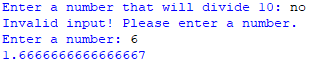 Enter a number that will divide 10: no
Invalid input! Please enter a number.
Enter a number: 6
1.6666666666666667